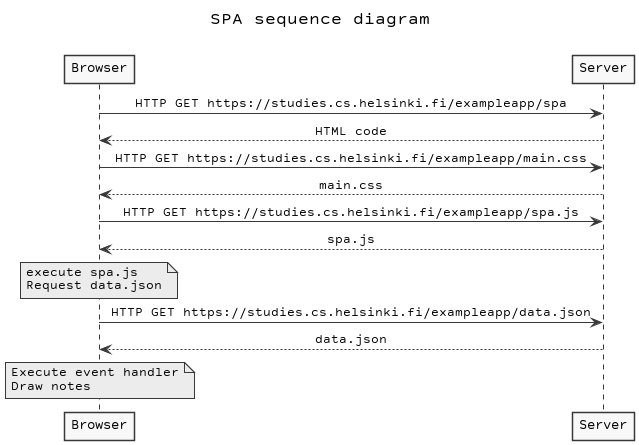 SPA sequence diagram
Browser
Server
HTTP GET https://studies.cs.helsinki.fi/exampleapp/spa
HTML code
HTTP GET https://studies.cs.helsinki.fi/exampleapp/main.css
main.css
HTTP GET https://studies.cs.helsinki.fi/exampleapp/spa.js
spa.js
execute spa.js
Request data.json
HTTP GET https://studies.cs.helsinki.fi/exampleapp/data.json
data.json
Execute event handler
Draw notes
Browser
Server